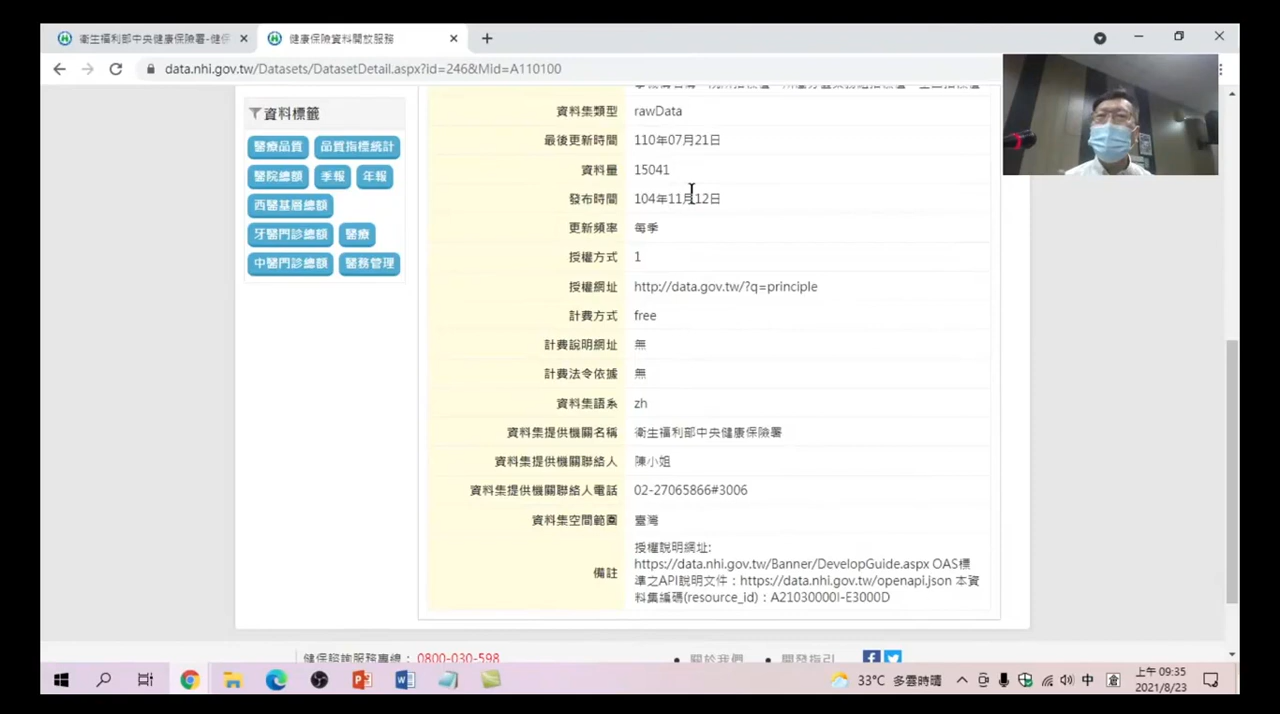 衛生福利部中央健康保險署-健保
健康保險資料開放服務
data.nhi.gov.tw/Datasets/DatasetDetail.aspx?id=246&Mid=A110100
資料標籤
醫療品質 品質指標統計
醫院總額 季報 年報
西醫基層總額
牙醫門診總額 醫療
中醫門診總額 醫務管理
資料集類型 rawData
最後更新時間 110年07月21日
資料量 15041
發布時間 104年11月12日
更新頻率 每季
授權方式 1
授權網址 http://data.gov.tw/?q=principle
計費方式 free
計費說明網址 無
計費法令依據 無
資料集語系 zh
資料集提供機關名稱 衛生福利部中央健康保險署
資料集提供機關聯絡人 陳小姐
資料集提供機關聯絡人電話 02-27065866#3006
資料集空間範圍 臺灣
備註 授權說明網址:
https://data.nhi.gov.tw/Banner/DevelopGuide.aspx OAS標
準之API說明文件：https://data.nhi.gov.tw/openapi.json 本資
料集編碼(resource_id)：A21030000I-E3000D
健保諮詢服務專線： 0800-030-598
關於我們 開發指引
33°C 多雲時晴 中 倉 上午 09:35
2021/8/23